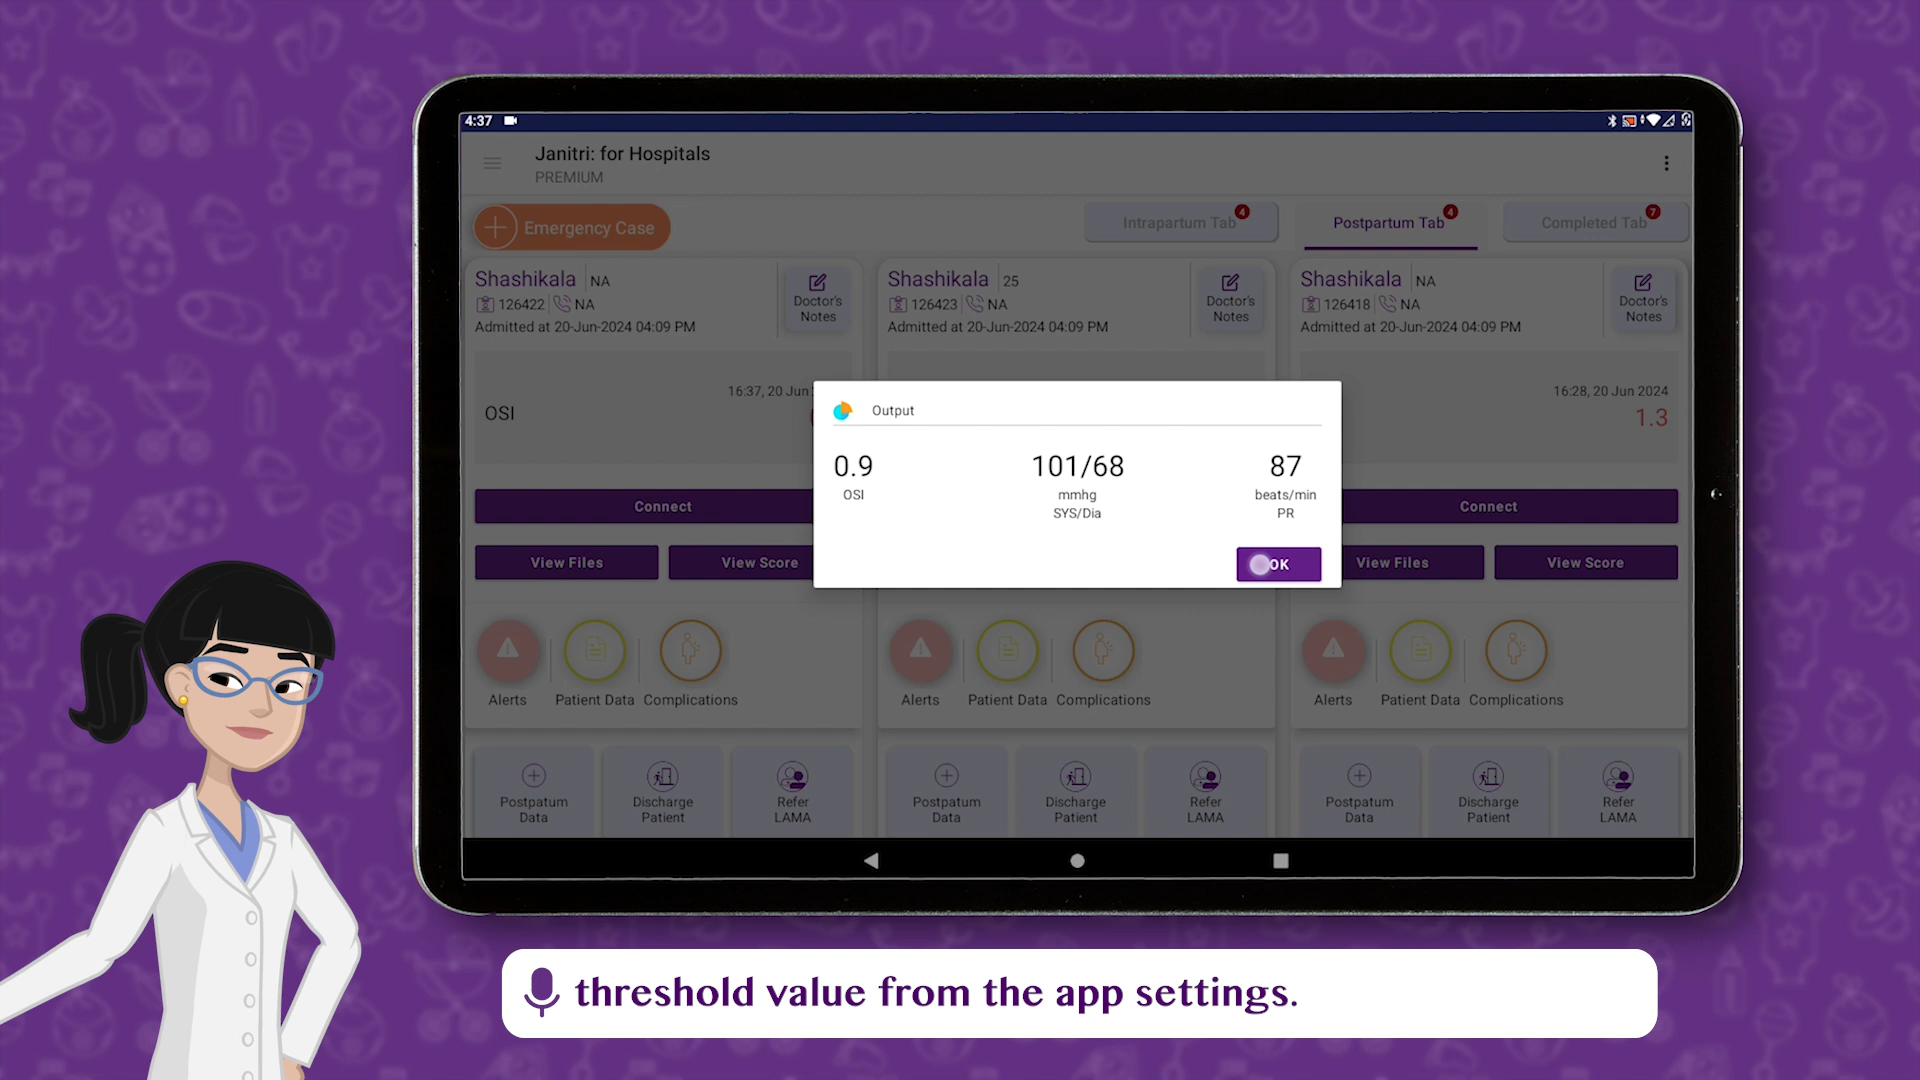 4:37
Janitri: for Hospitals
PREMIUM
Emergency Case
Intrapartum Tab 4
Postpartum Tab 4
Completed Tab 7
Shashikala NA
126422 NA
Admitted at 20-Jun-2024 04:09 PM
Doctor's
Notes
Shashikala 25
126423 NA
Admitted at 20-Jun-2024 04:09 PM
Doctor's
Notes
Shashikala NA
126418 NA
Admitted at 20-Jun-2024 04:09 PM
Doctor's
Notes
16:37, 20 Jun
OSI
16:28, 20 Jun 2024
1.3
Output
0.9
OSI
101/68
mmhg
SYS/Dia
87
beats/min
PR
OK
Connect
Connect
View Files
View Score
View Files
View Score
Alerts
Patient Data
Complications
Alerts
Patient Data
Complications
Alerts
Patient Data
Complications
Postpatum
Data
Discharge
Patient
Refer
LAMA
Postpatum
Data
Discharge
Patient
Refer
LAMA
Postpatum
Data
Discharge
Patient
Refer
LAMA
threshold value from the app settings.